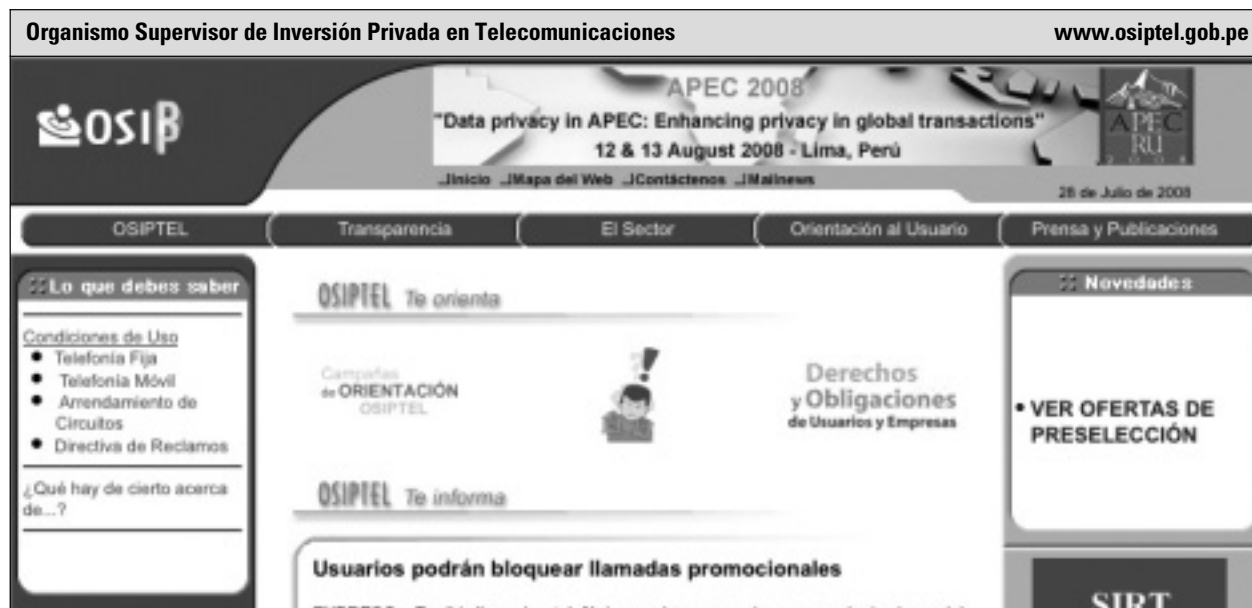 Organismo Supervisor de Inversión Privada en Telecomunicaciones www.osiptel.gob.pe
OSIP
APEC 2008
"Data privacy in APEC: Enhancing privacy in global transactions"
12 & 13 August 2008 - Lima, Perú
APEC
RU
2008
Inicio Mapa del Web Contáctenos Mailnews
28 de Julio de 2008
OSIPTEL Transparencia El Sector Orientación al Usuario Prensa y Publicaciones
Lo que debes saber
Condiciones de Uso
• Telefonía Fija
• Telefonía Móvil
• Arrendamiento de
Circuitos
• Directiva de Reclamos
¿Qué hay de cierto acerca
de...?
OSIPTEL Te orienta
Campañas
de ORIENTACIÓN
OSIPTEL
?!
Derechos
y Obligaciones
de Usuarios y Empresas
OSIPTEL Te informa
Usuarios podrán bloquear llamadas promocionales
Novedades
• VER OFERTAS DE
PRESELECCIÓN
SIRT